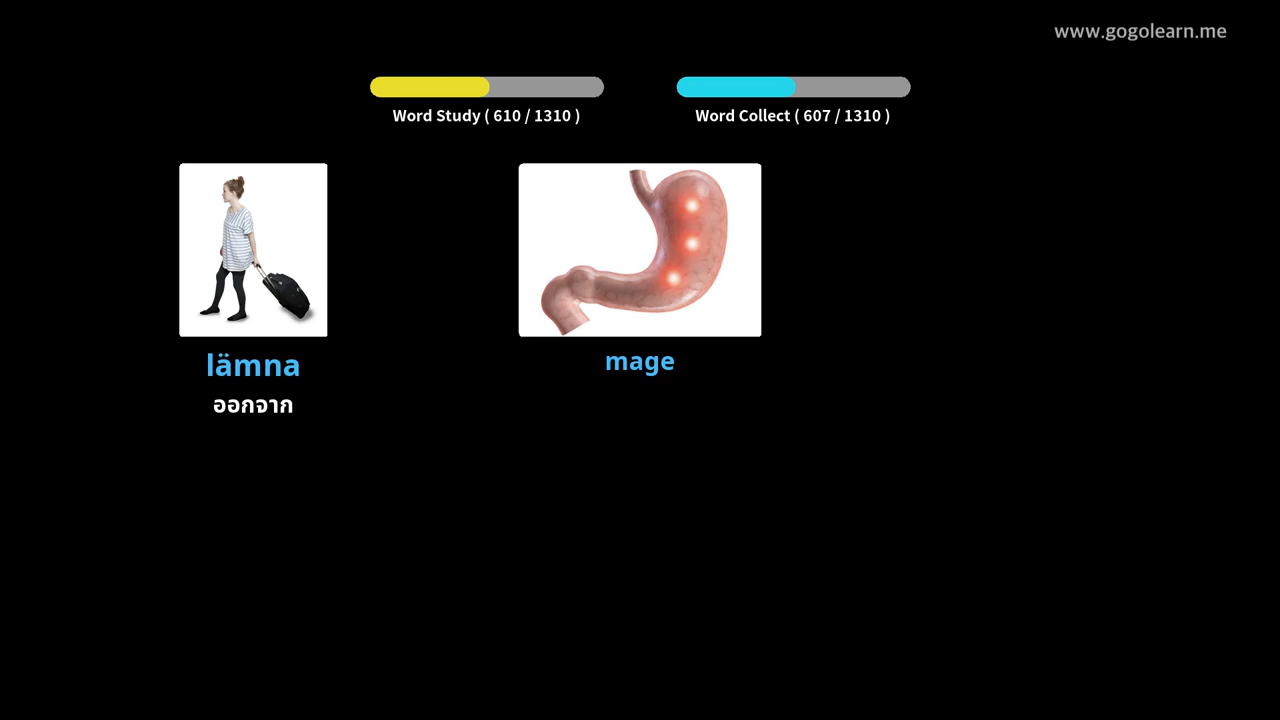 www.gogolearn.me
Word Study ( 610 / 1310 )
Word Collect ( 607 / 1310 )
lämna
ออกจาก
mage